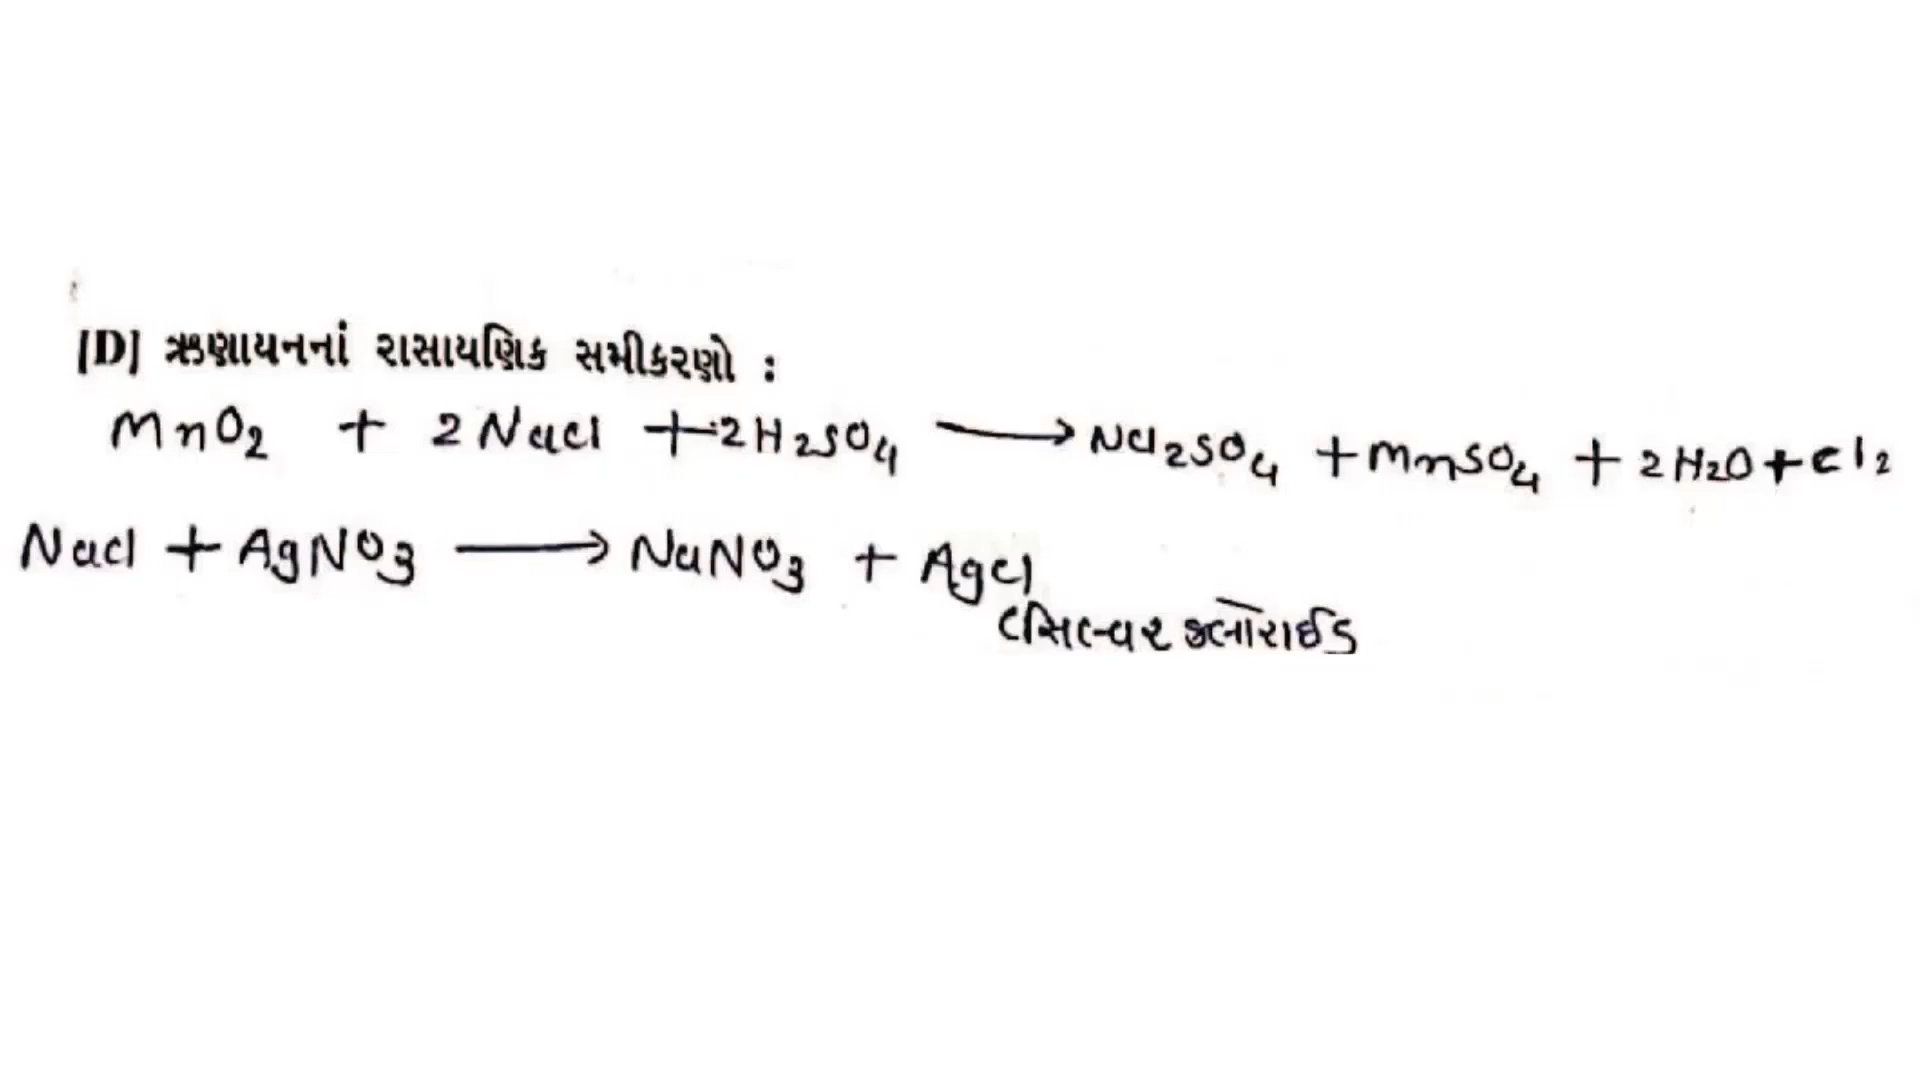 [D] ઋણાયનનાં રાસાયણિક સમીકરણો :
MnO₂ + 2NaCl + 2H₂SO₄ ⟶ Na₂SO₄ + MnSO₄ + 2H₂O + Cl₂
NaCl + AgNO₃ ⟶ NaNO₃ + AgCl
સિલ્વર ક્લોરાઈડ